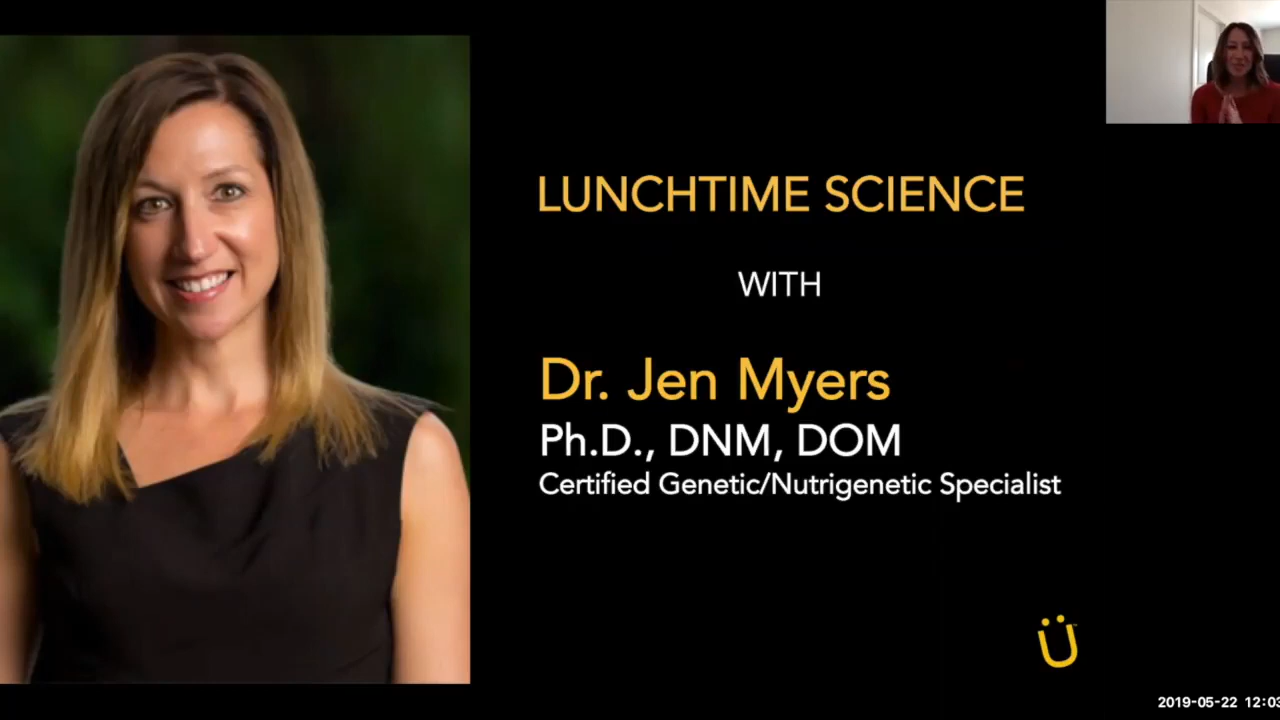 LUNCHTIME SCIENCE
WITH
Dr. Jen Myers
Ph.D., DNM, DOM
Certified Genetic/Nutrigenetic Specialist
Ü
2019-05-22 12:03